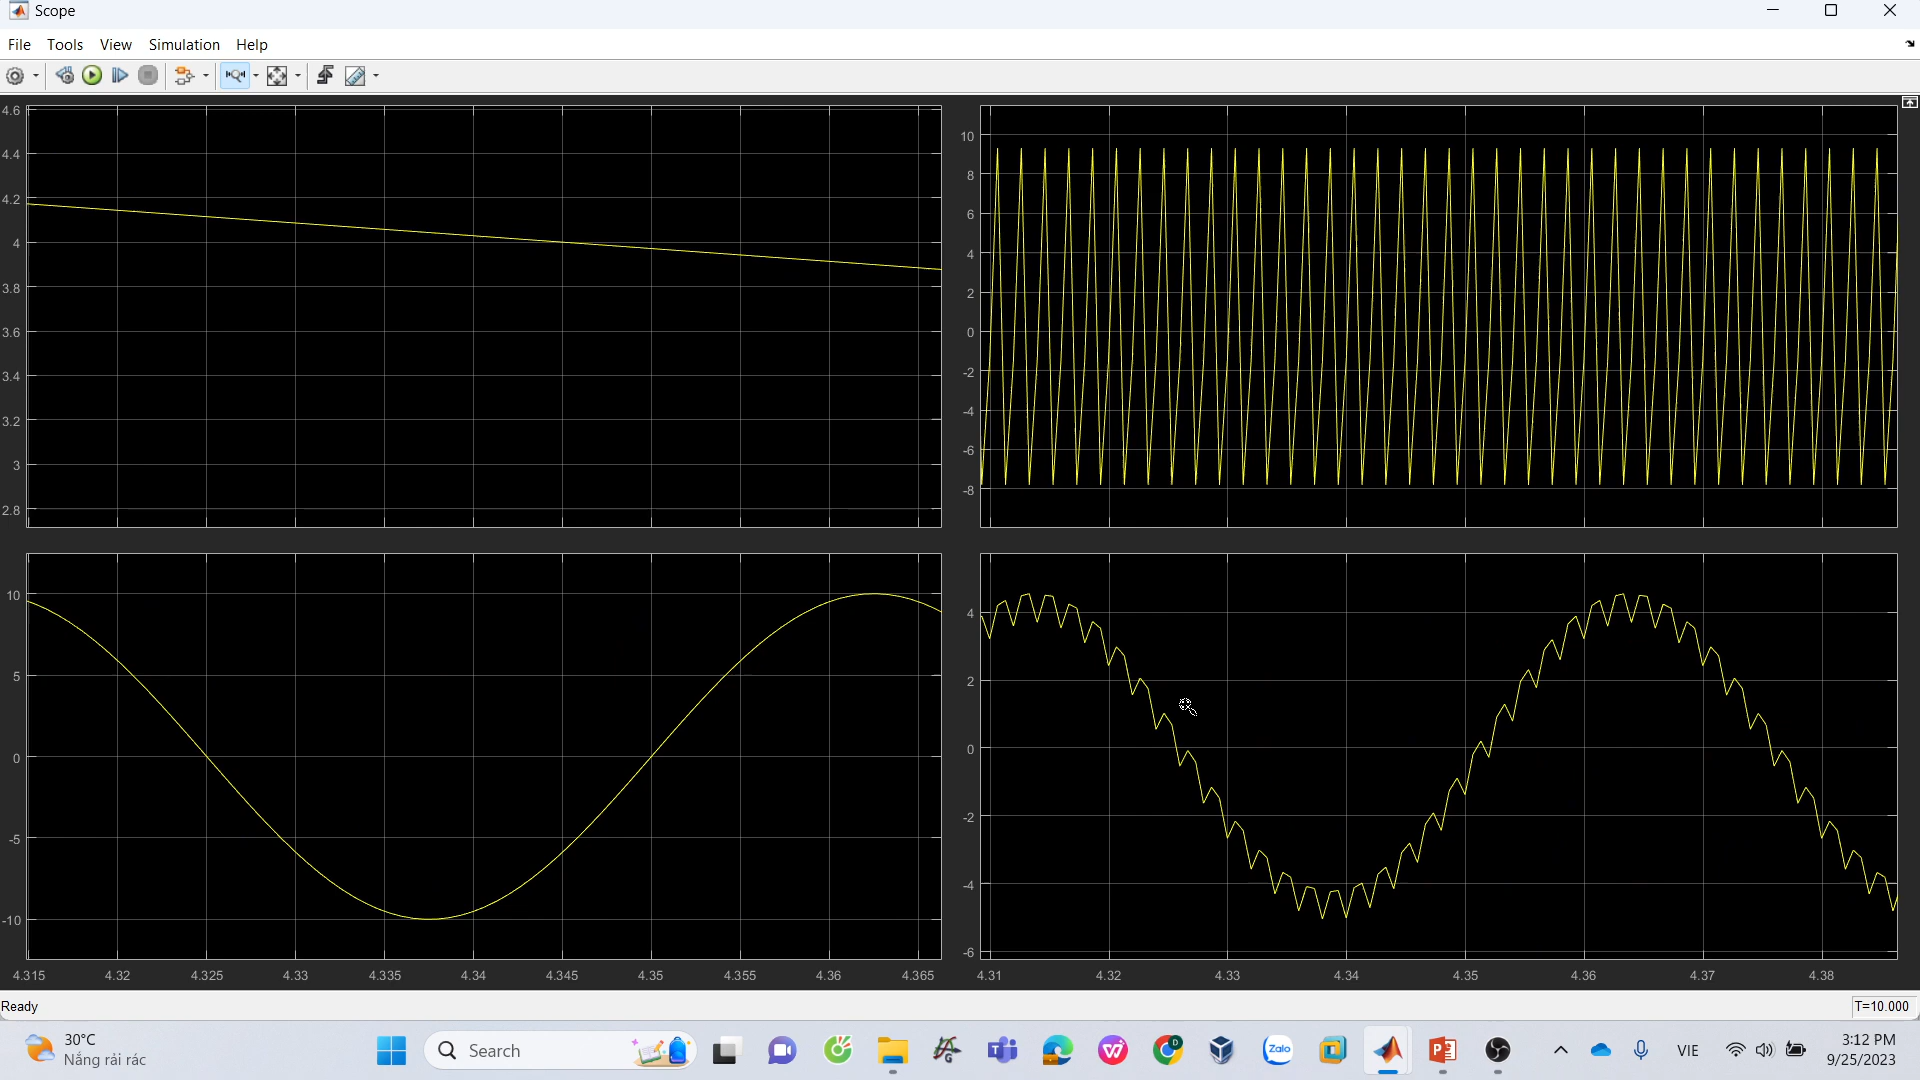 Scope
File Tools View Simulation Help
4.6
4.4
4.2
4
3.8
3.6
3.4
3.2
3
2.8
10
8
6
4
2
0
-2
-4
-6
-8
10
5
0
-5
-10
4.315 4.32 4.325 4.33 4.335 4.34 4.345 4.35 4.355 4.36 4.365
4
2
0
-2
-4
-6
4.31 4.32 4.33 4.34 4.35 4.36 4.37 4.38
Ready
T=10.000
30°C
Nắng rải rác
Search
Zalo
VIE
3:12 PM
9/25/2023